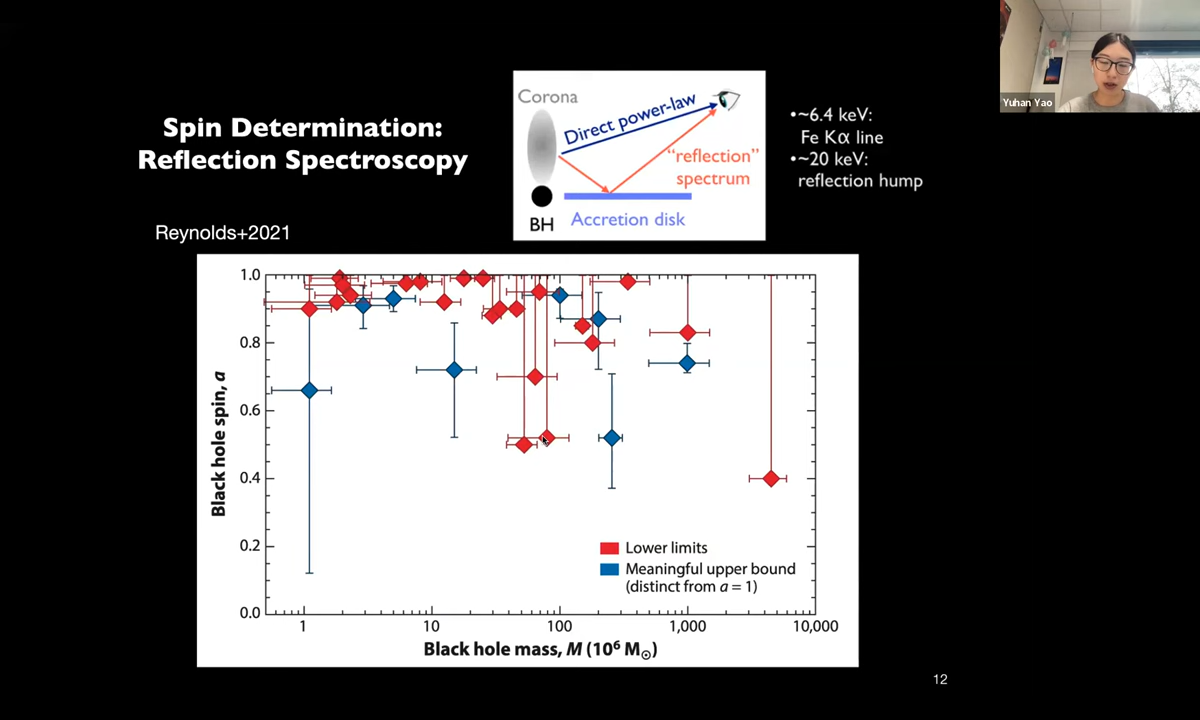 Spin Determination:
Reflection Spectroscopy
Reynolds+2021
Corona
Direct power-law
"reflection"
spectrum
BH
Accretion disk
•~6.4 keV:
Fe Kα line
•~20 keV:
reflection hump
Yuhan Yao
Black hole spin, a
1.0
0.8
0.6
0.4
0.2
0.0
Lower limits
Meaningful upper bound
(distinct from a = 1)
1 10 100 1,000 10,000
Black hole mass, M (10⁶ M☉)
12